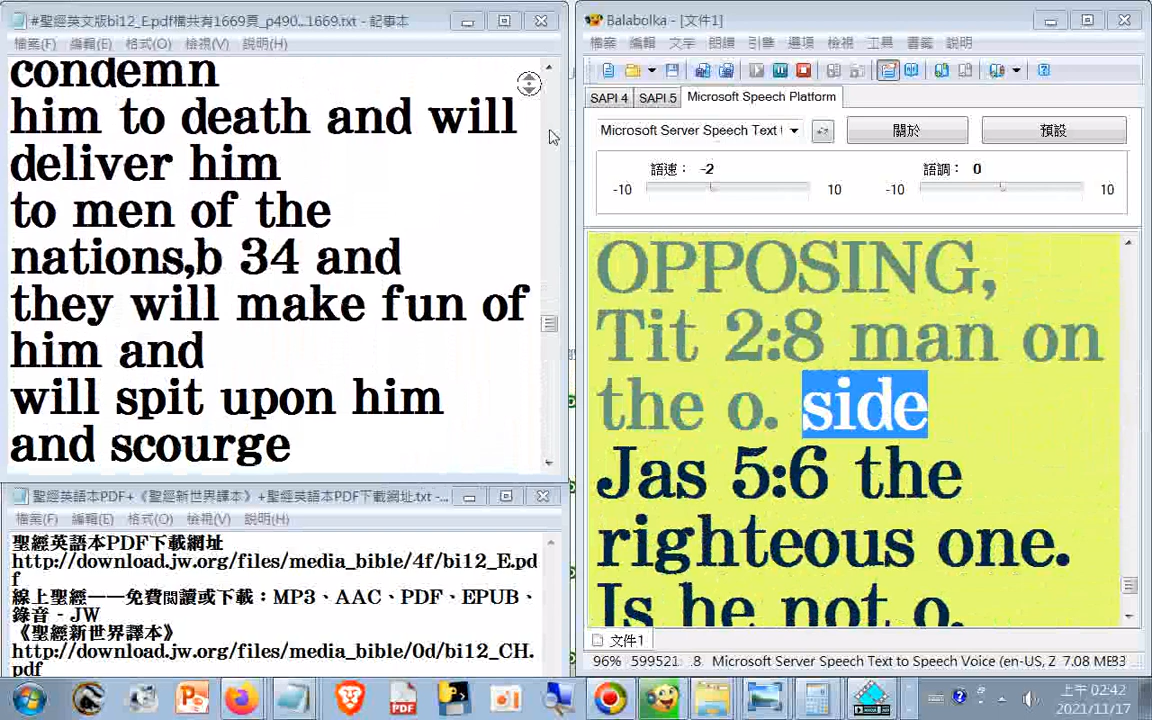 #聖經英文版bi12_E.pdf檔共有1669頁_p490...1669.txt - 記事本
檔案(F) 編輯(E) 格式(O) 檢視(V) 說明(H)
condemn
him to death and will
deliver him
to men of the
nations,b 34 and
they will make fun of
him and
will spit upon him
and scourge
聖經英語本PDF+《聖經新世界譯本》+聖經英語本PDF下載網址.txt -...
檔案(F) 編輯(E) 格式(O) 檢視(V) 說明(H)
聖經英語本PDF下載網址
http://download.jw.org/files/media_bible/4f/bi12_E.pd
f
線上聖經——免費閱讀或下載：MP3、AAC、PDF、EPUB、
錄音 - JW
《聖經新世界譯本》
http://download.jw.org/files/media_bible/0d/bi12_CH.
pdf
Balabolka - [文件1]
檔案 編輯 文字 朗讀 引擎 選項 檢視 工具 書籤 說明
SAPI 4 SAPI 5 Microsoft Speech Platform
Microsoft Server Speech Text 關於 預設
語速： -2 語調： 0
-10 10 -10 10
OPPOSING,
Tit 2:8 man on
the o. side
Jas 5:6 the
righteous one.
Is he not o.
文件1
96% 599521 .8 Microsoft Server Speech Text to Speech Voice (en-US, Z 7.08 MB
上午 02:42
2021/11/17